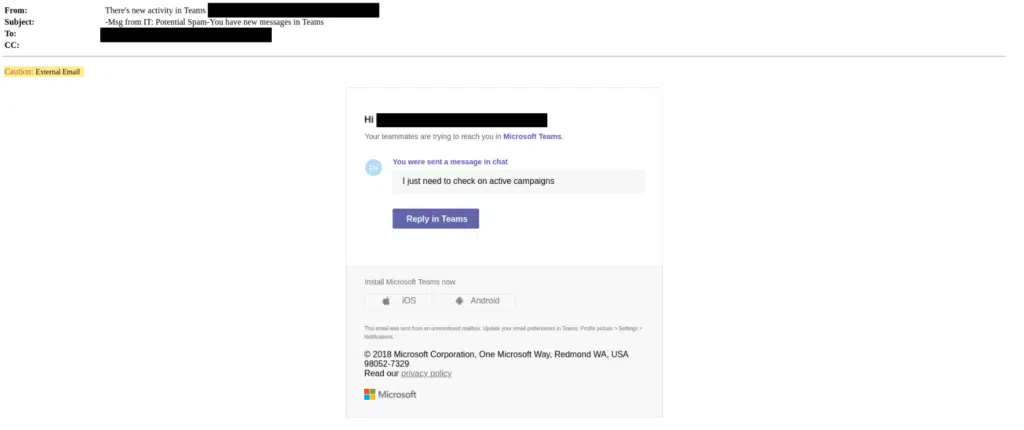 From: There's new activity in Teams
Subject: -Msg from IT: Potential Spam-You have new messages in Teams
To:
CC:
Caution: External Email
Hi
Your teammates are trying to reach you in Microsoft Teams.
You were sent a message in chat
I just need to check on active campaigns
Reply in Teams
Install Microsoft Teams now
iOS Android
This email was sent from an unmonitored mailbox. Update your email preferences in Teams. Profile picture > Settings >
Notifications.
© 2018 Microsoft Corporation, One Microsoft Way, Redmond WA, USA
98052-7329
Read our privacy policy
Microsoft